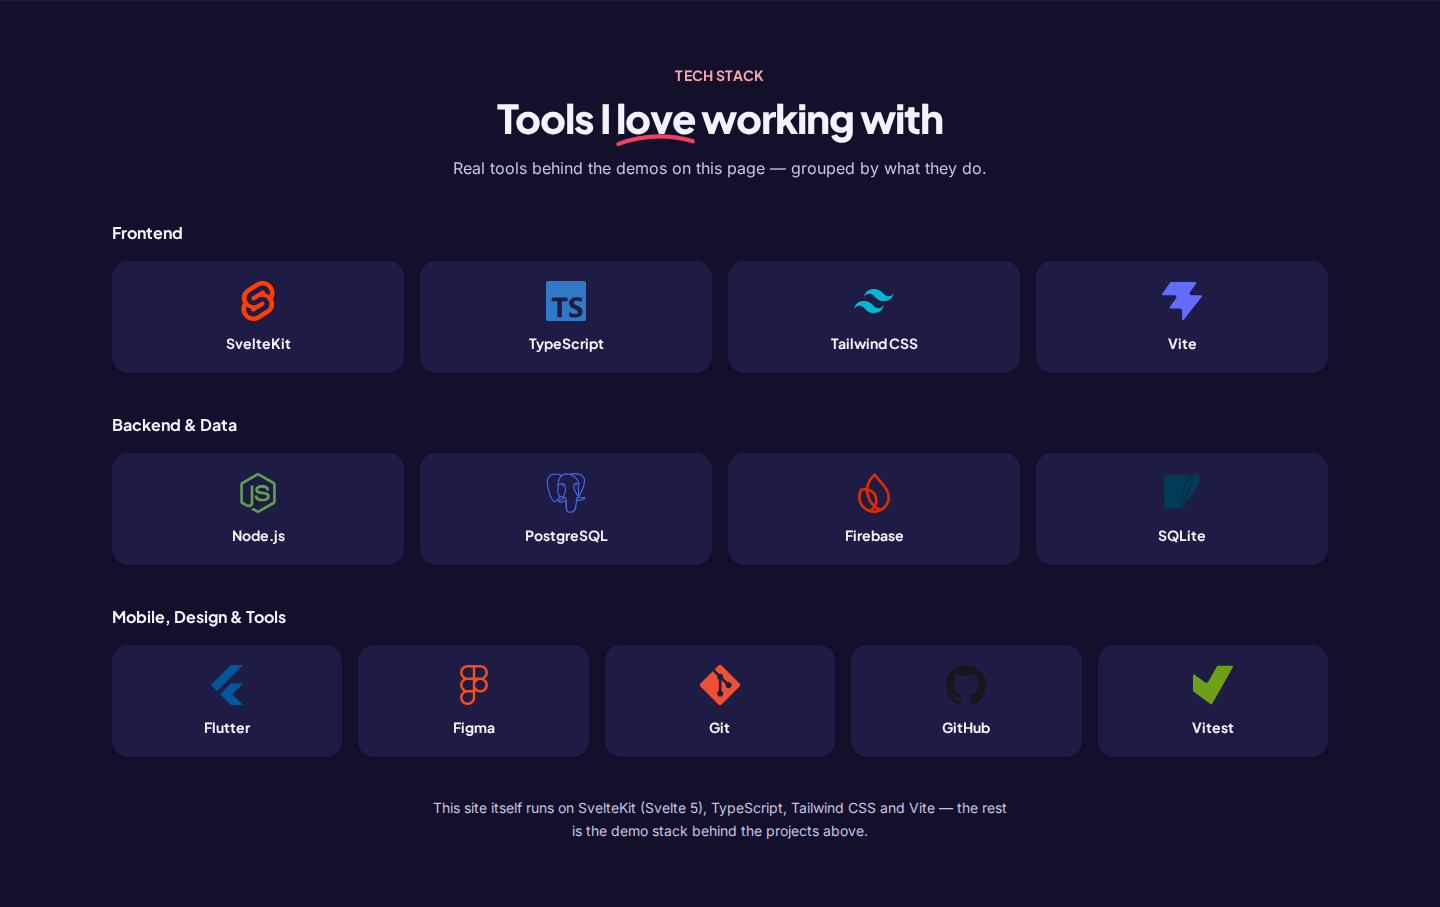 TECH STACK
Tools I love working with
Real tools behind the demos on this page — grouped by what they do.
Frontend
TS
SvelteKit
TypeScript
Tailwind CSS
Vite
Backend & Data
JS
Node.js
PostgreSQL
Firebase
SQLite
Mobile, Design & Tools
Flutter
Figma
Git
GitHub
Vitest
This site itself runs on SvelteKit (Svelte 5), TypeScript, Tailwind CSS and Vite — the rest
is the demo stack behind the projects above.